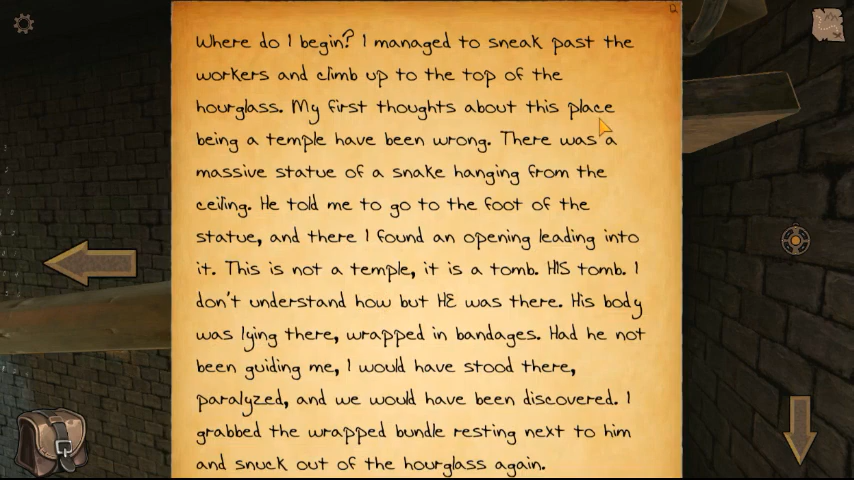 Where do I begin? I managed to sneak past the
workers and climb up to the top of the
hourglass. My first thoughts about this place
being a temple have been wrong. There was a
massive statue of a snake hanging from the
ceiling. He told me to go to the foot of the
statue, and there I found an opening leading into
it. This is not a temple, it is a tomb. HIS tomb. I
don't understand how but HE was there. His body
was lying there, wrapped in bandages. Had he not
been guiding me, I would have stood there,
paralyzed, and we would have been discovered. I
grabbed the wrapped bundle resting next to him
and snuck out of the hourglass again.